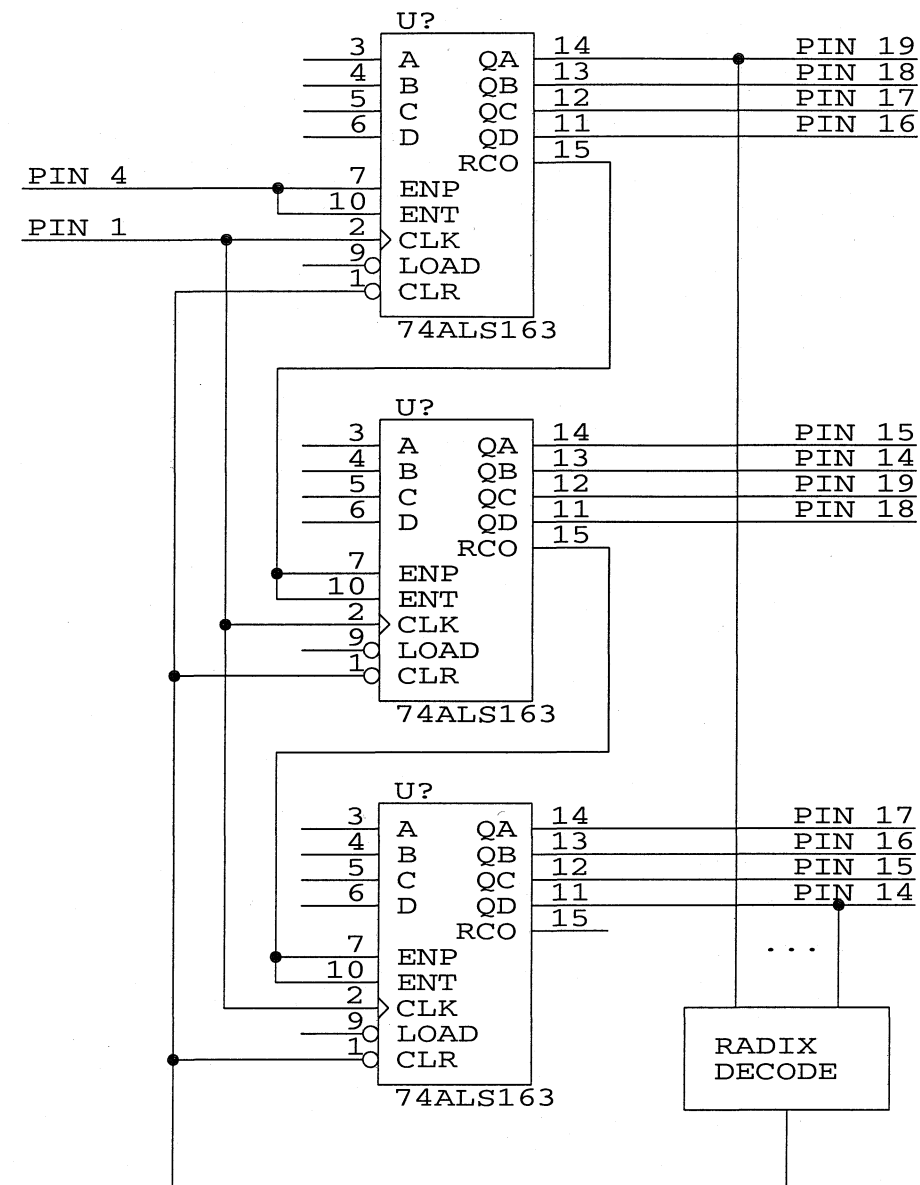 U?
3 A QA 14 PIN 19
4 B QB 13 PIN 18
5 C QC 12 PIN 17
6 D QD 11 PIN 16
RCO 15
PIN 4 7 ENP
10 ENT
PIN 1 2 CLK
9 LOAD
1 CLR
74ALS163
U?
3 A QA 14 PIN 15
4 B QB 13 PIN 14
5 C QC 12 PIN 19
6 D QD 11 PIN 18
RCO 15
7 ENP
10 ENT
2 CLK
9 LOAD
1 CLR
74ALS163
U?
3 A QA 14 PIN 17
4 B QB 13 PIN 16
5 C QC 12 PIN 15
6 D QD 11 PIN 14
RCO 15
...
7 ENP
10 ENT
2 CLK
9 LOAD
1 CLR
74ALS163
RADIX
DECODE